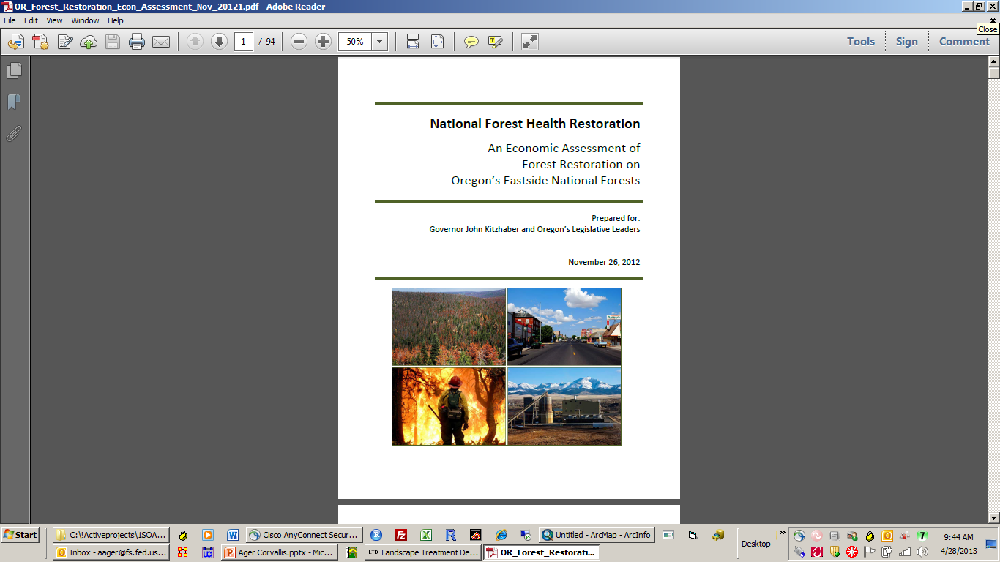 OR_Forest_Restoration_Econ_Assessment_Nov_20121.pdf - Adobe Reader
File Edit View Window Help
Close
1 / 94
50%
Tools Sign Comment
National Forest Health Restoration
An Economic Assessment of
Forest Restoration on
Oregon's Eastside National Forests
Prepared for:
Governor John Kitzhaber and Oregon's Legislative Leaders
November 26, 2012
Start
C:\!Activeprojects\1SOA...
Cisco AnyConnect Secur...
Untitled - ArcMap - ArcInfo
Desktop
9:44 AM
Inbox - aager@fs.fed.us...
Ager Corvallis.pptx - Mic...
LTD Landscape Treatment De...
OR_Forest_Restorati...
4/28/2013